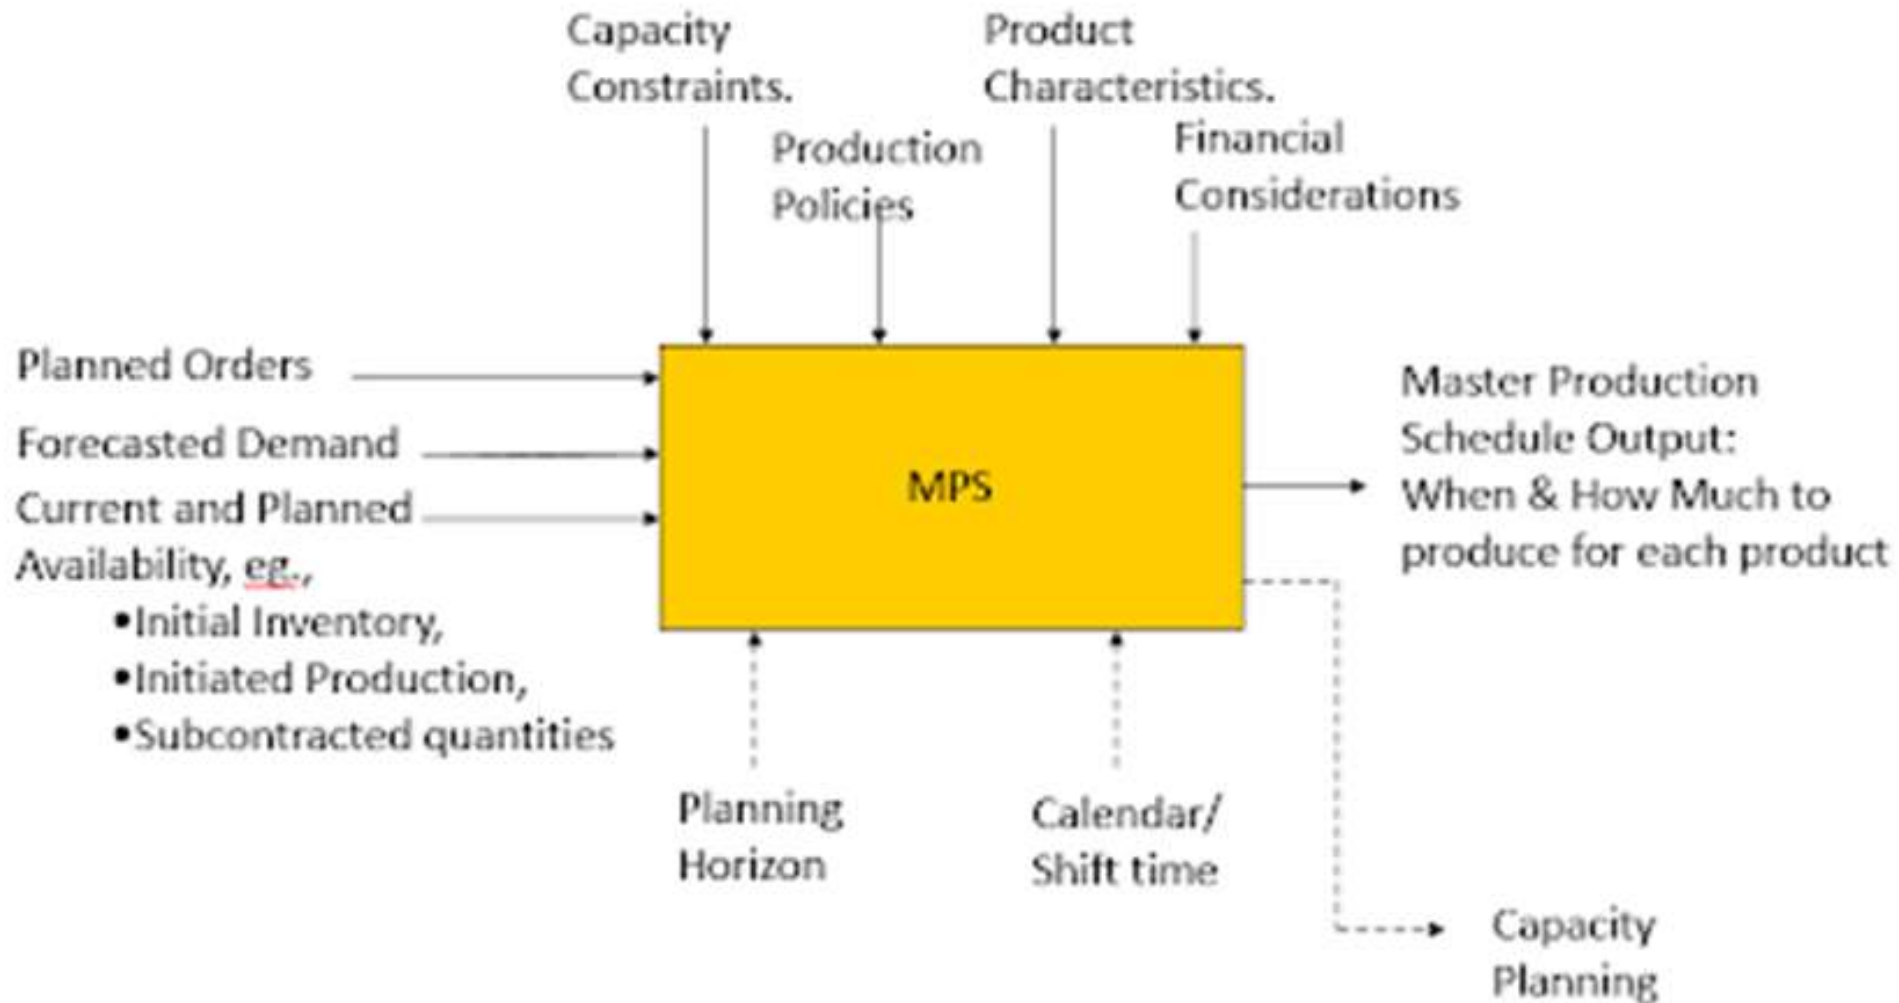 Capacity
Constraints.
Product
Characteristics.
Production
Policies
Financial
Considerations
Planned Orders
Forecasted Demand
Current and Planned
Availability, eg.,
•Initial Inventory,
•Initiated Production,
•Subcontracted quantities
MPS
Master Production
Schedule Output:
When & How Much to
produce for each product
Planning
Horizon
Calendar/
Shift time
Capacity
Planning